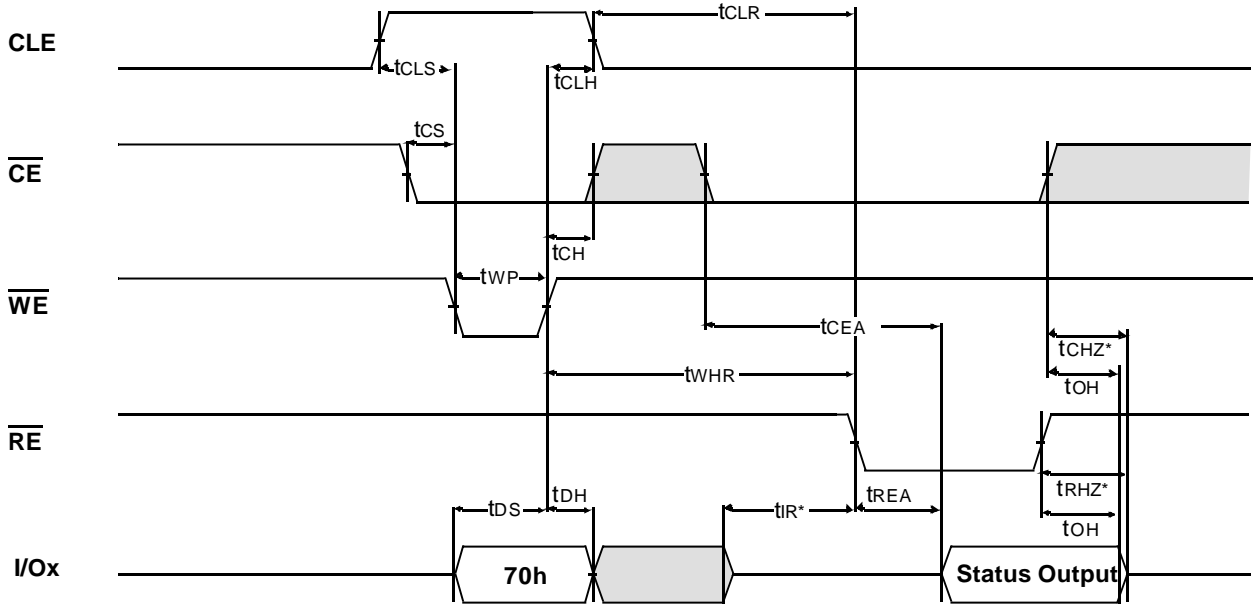 tCLR
CLE
tCLS
tCLH
tCS
CE
tCH
tWP
WE
tCEA
tCHZ*
tWHR
tOH
RE
tRHZ*
tDS
tDH
tIR*
tREA
tOH
I/Ox
70h
Status Output